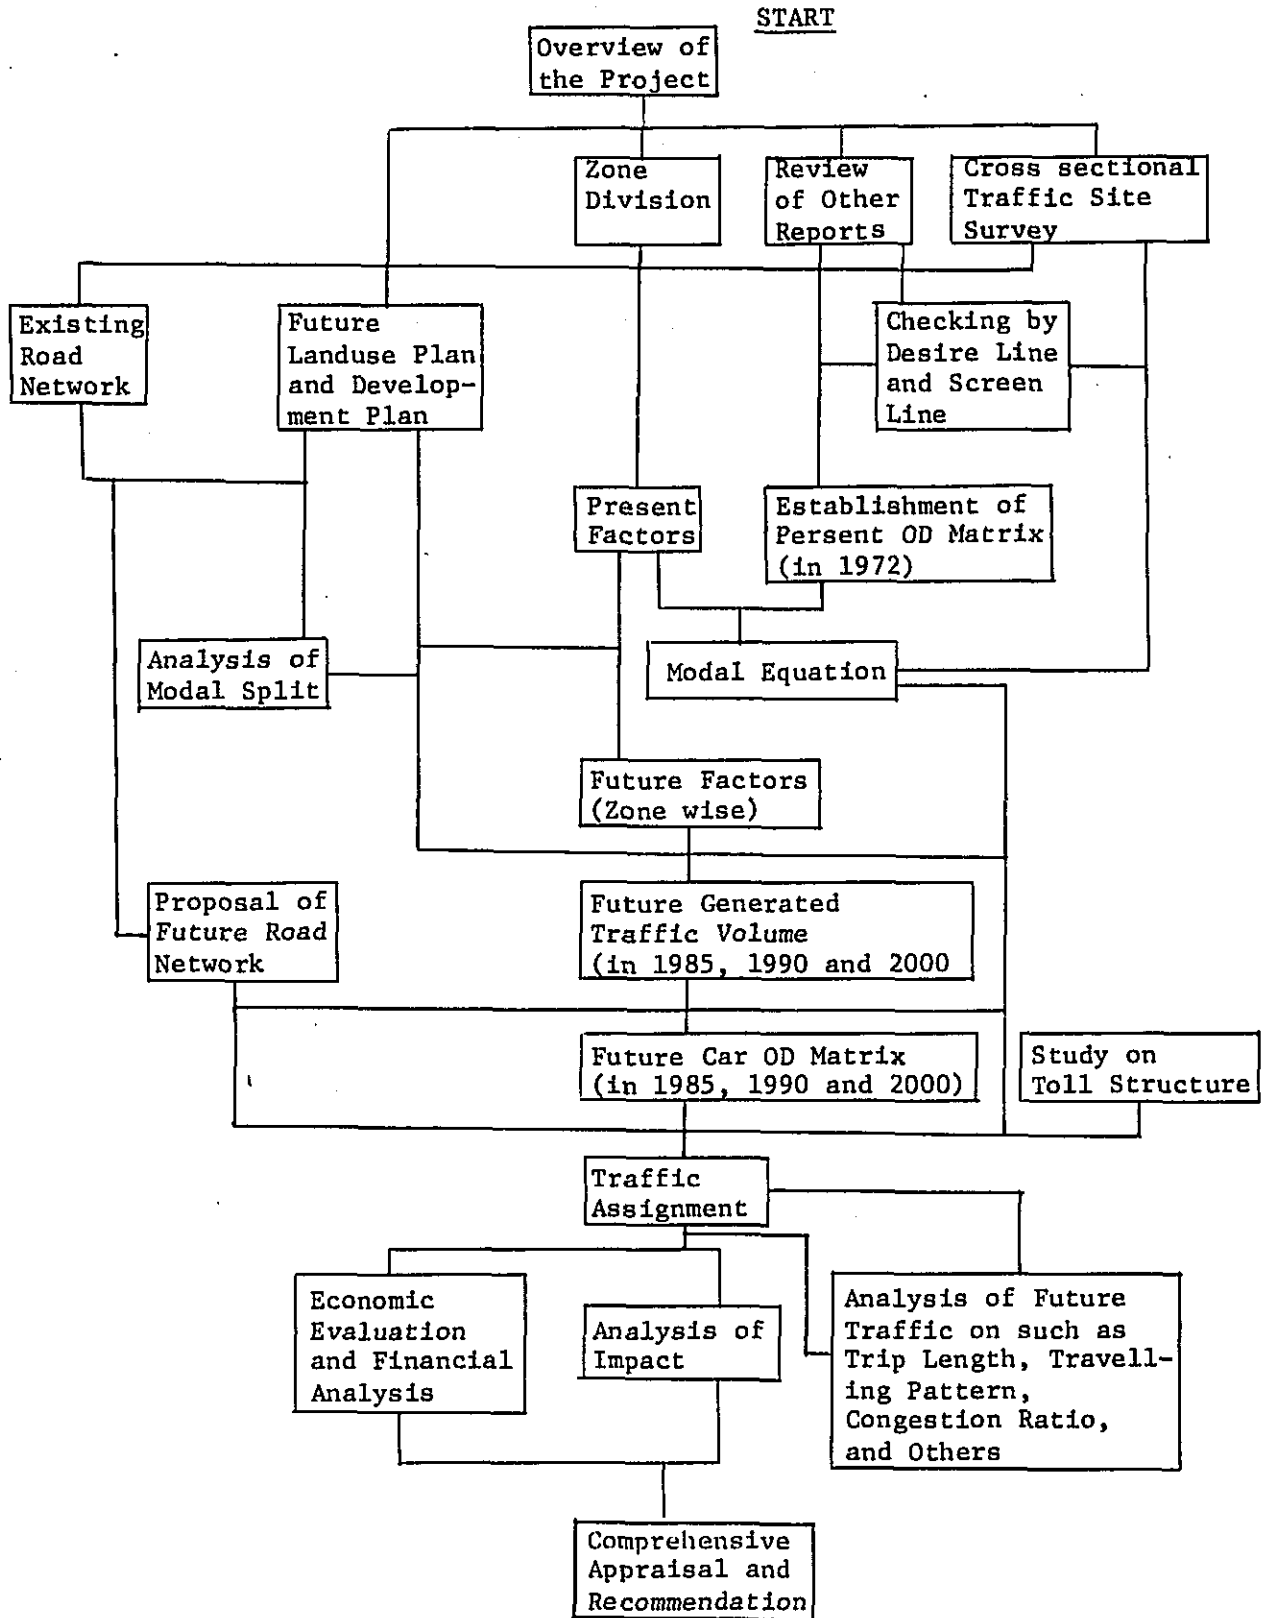 START
Overview of
the Project
Zone
Division
Review
of Other
Reports
Cross sectional
Traffic Site
Survey
Existing
Road
Network
Future
Landuse Plan
and Develop-
ment Plan
Checking by
Desire Line
and Screen
Line
Present
Factors
Establishment of
Persent OD Matrix
(in 1972)
Analysis of
Modal Split
Modal Equation
Future Factors
(Zone wise)
Proposal of
Future Road
Network
Future Generated
Traffic Volume
(in 1985, 1990 and 2000
Future Car OD Matrix
(in 1985, 1990 and 2000)
Study on
Toll Structure
Traffic
Assignment
Economic
Evaluation
and Financial
Analysis
Analysis of
Impact
Analysis of Future
Traffic on such as
Trip Length, Travell-
ing Pattern,
Congestion Ratio,
and Others
Comprehensive
Appraisal and
Recommendation